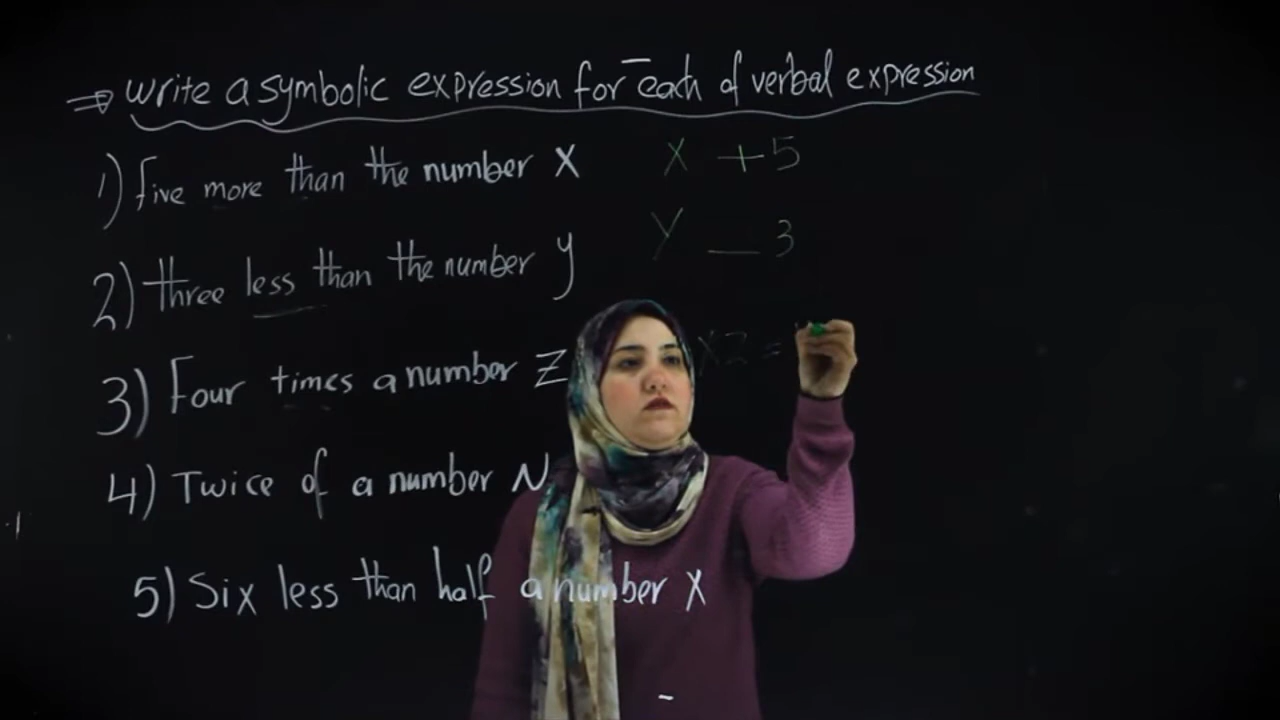 ⇒ Write a symbolic expression for each of verbal expression
1) Five more than the number X X + 5
2) three less than the number y Y - 3
3) Four times a number Z XZ =
4) Twice of a number N
5) Six less than half a number X